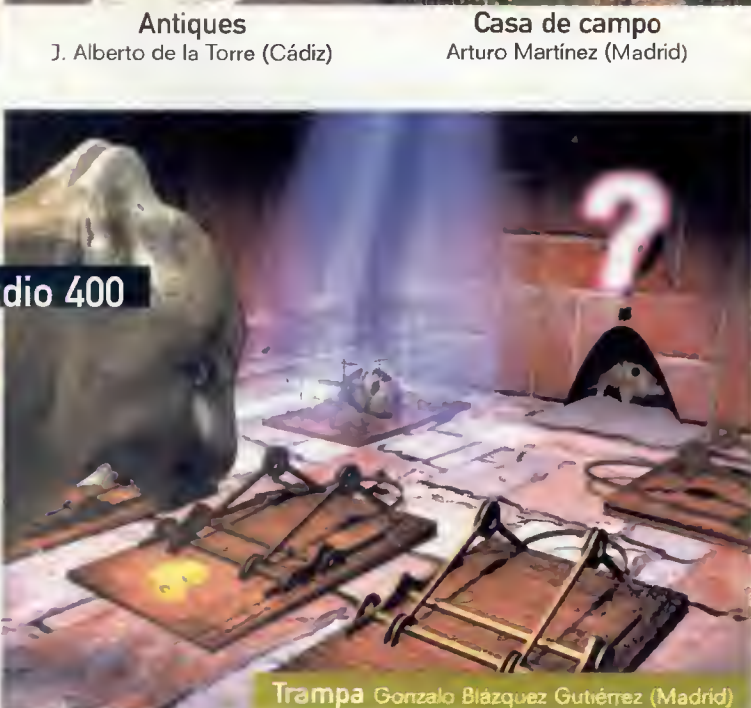 Antiques
J. Alberto de la Torre (Cádiz)
Casa de campo
Arturo Martínez (Madrid)
?
dio 400
Trampa Gonzalo Blázquez Gutiérrez (Madrid)